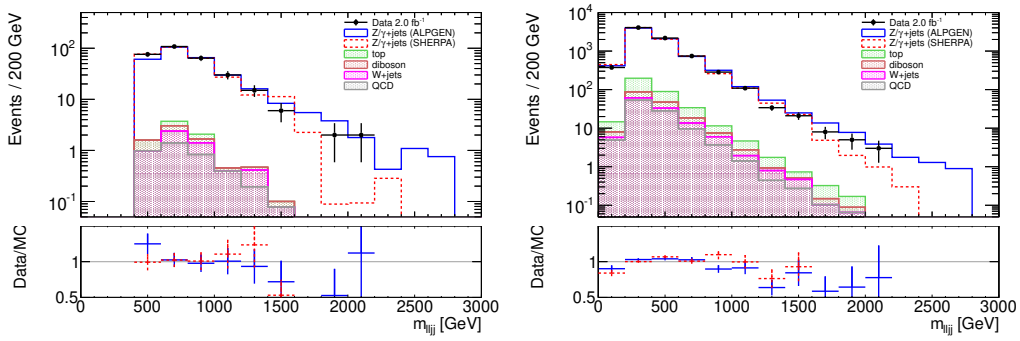 Events / 200 GeV
10²
10
1
10⁻¹
Data 2.0 fb⁻¹
Z/γ+jets (ALPGEN)
Z/γ+jets (SHERPA)
top
diboson
W+jets
QCD
Data/MC
1
0.5
0 500 1000 1500 2000 2500 3000
m_lljj [GeV]
Events / 200 GeV
10⁴
10³
10²
10
1
10⁻¹
Data 2.0 fb⁻¹
Z/γ+jets (ALPGEN)
Z/γ+jets (SHERPA)
top
diboson
W+jets
QCD
Data/MC
1
0.5
0 500 1000 1500 2000 2500 3000
m_lljj [GeV]